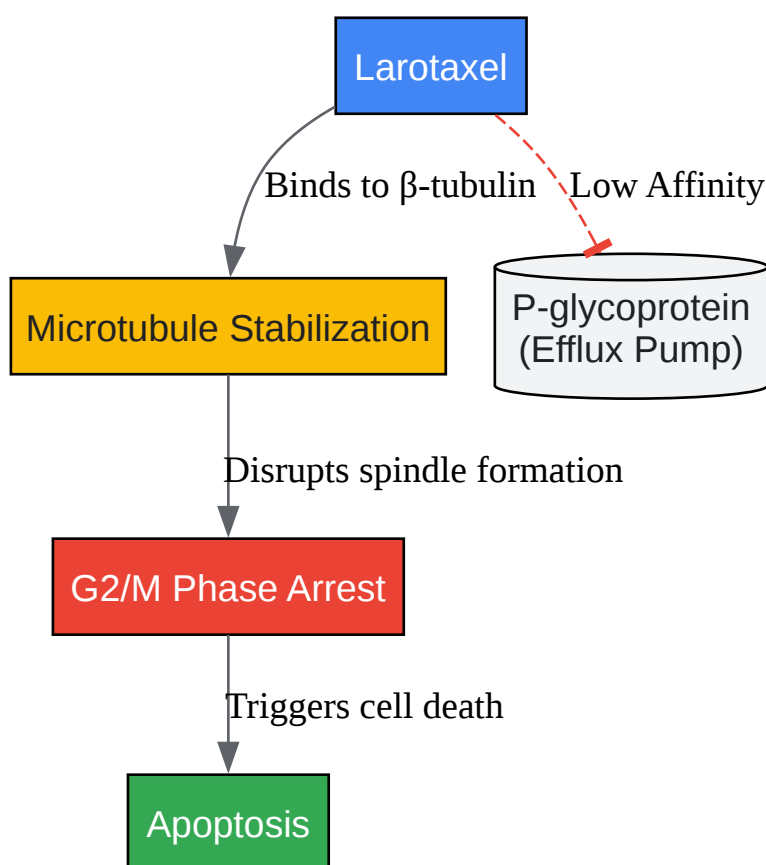 Larotaxel
Binds to β-tubulin
Low Affinity
Microtubule Stabilization
P-glycoprotein
(Efflux Pump)
Disrupts spindle formation
G2/M Phase Arrest
Triggers cell death
Apoptosis